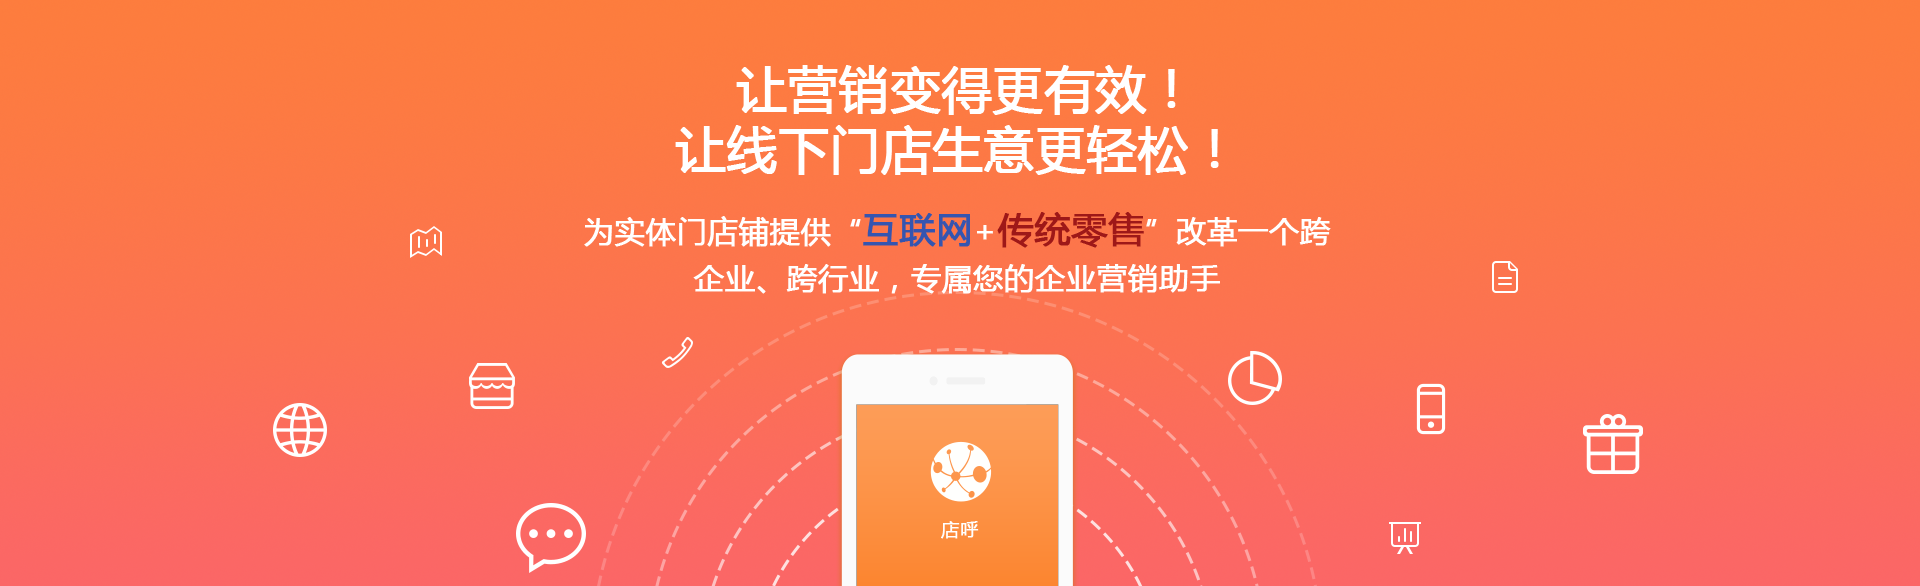 让营销变得更有效！
让线下门店生意更轻松！
为实体门店铺提供“互联网+传统零售”改革一个跨
企业、跨行业，专属您的企业营销助手
店呼